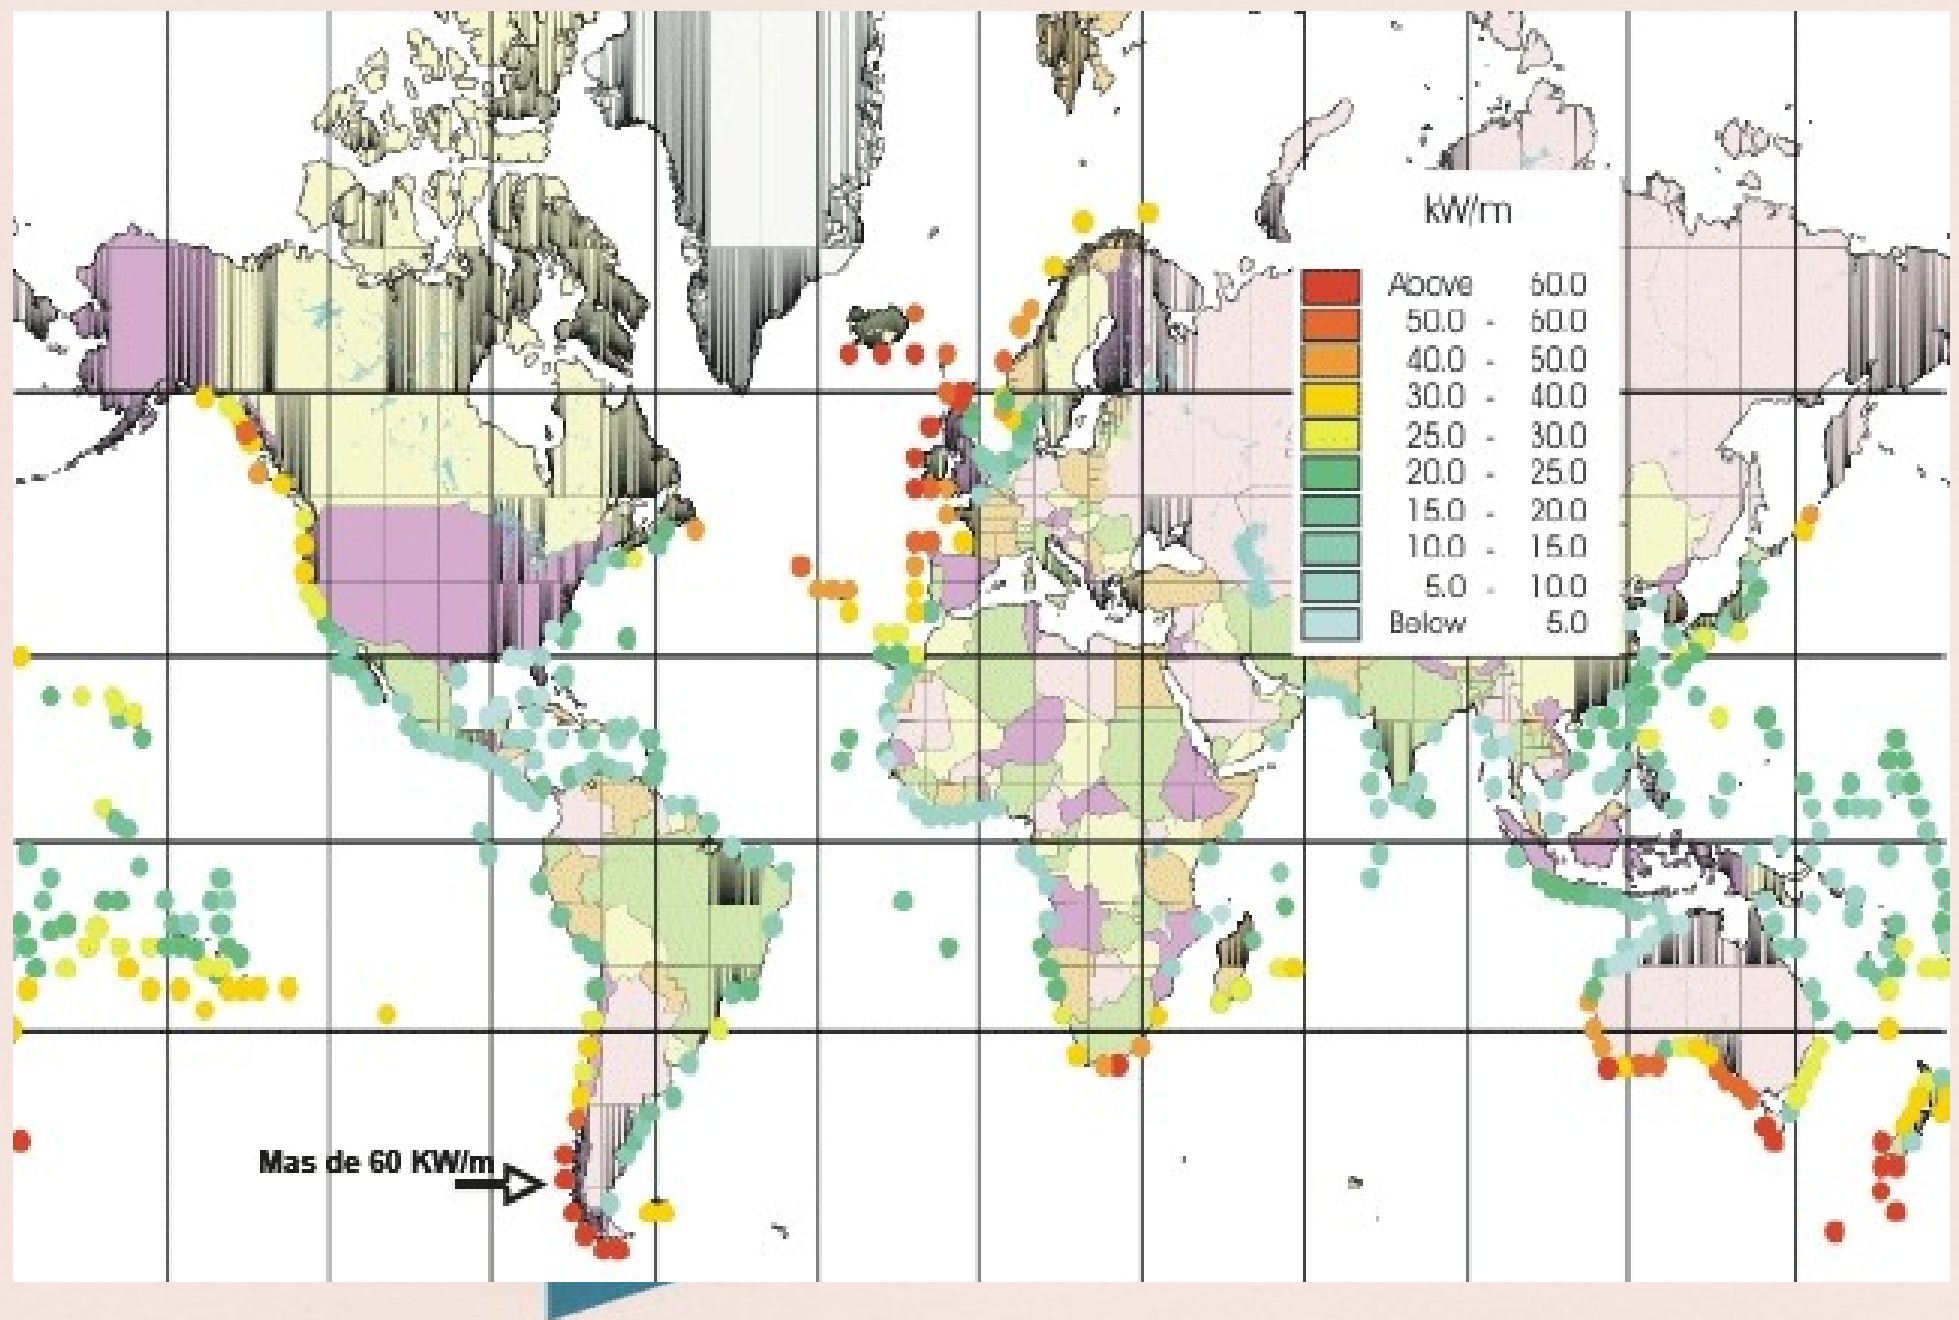 kW/m
Above 60.0
50.0 - 60.0
40.0 - 50.0
30.0 - 40.0
25.0 - 30.0
20.0 - 25.0
15.0 - 20.0
10.0 - 15.0
5.0 - 10.0
Below 5.0
Mas de 60 KW/m